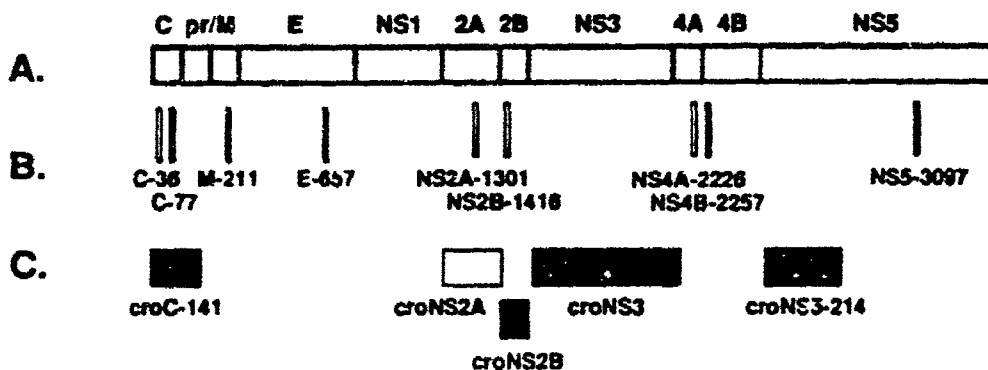 C pr/M E NS1 2A 2B NS3 4A 4B NS5
A.
B.
C-36 M-211 E-657 NS2A-1301 NS4A-2226 NS5-3097
C-77 NS2B-1416 NS4B-2257
C.
croC-141 croNS2A croNS3 croNS3-214
croNS2B